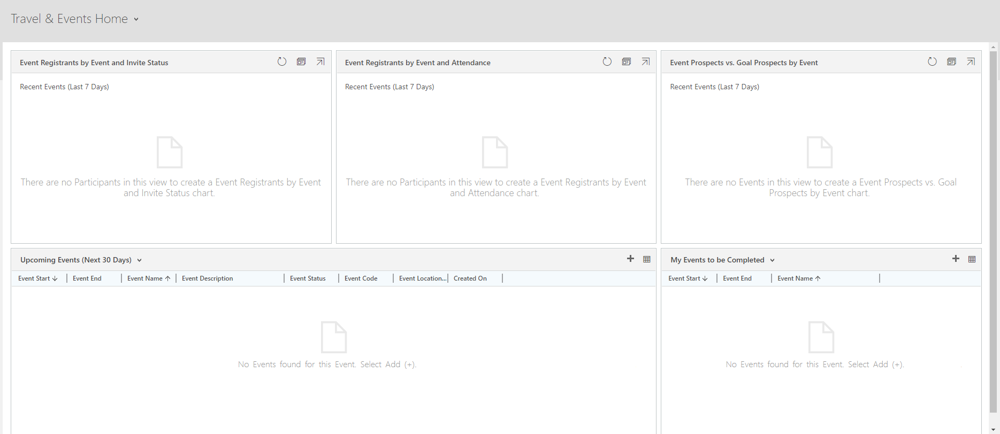 Travel & Events Home
Event Registrants by Event and Invite Status
Recent Events (Last 7 Days)
There are no Participants in this view to create a Event Registrants by Event
and Invite Status chart.
Event Registrants by Event and Attendance
Recent Events (Last 7 Days)
There are no Participants in this view to create a Event Registrants by Event
and Attendance chart.
Event Prospects vs. Goal Prospects by Event
Recent Events (Last 7 Days)
There are no Events in this view to create a Event Prospects vs. Goal
Prospects by Event chart.
Upcoming Events (Next 30 Days)
Event Start Event End Event Name Event Description Event Status Event Code Event Location... Created On
No Events found for this Event. Select Add (+).
My Events to be Completed
Event Start Event End Event Name
No Events found for this Event. Select Add (+).